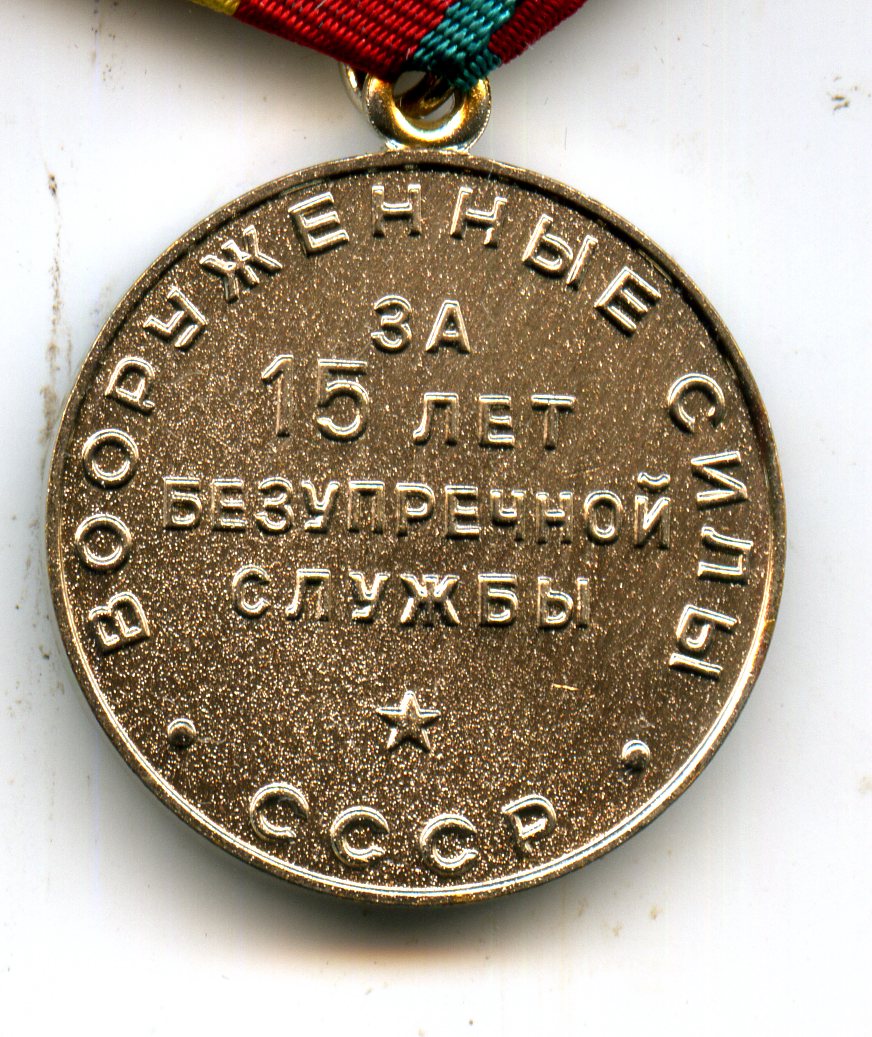 ВООРУЖЕННЫЕ СИЛЫ
ЗА
15 ЛЕТ
БЕЗУПРЕЧНОЙ
СЛУЖБЫ
СССР